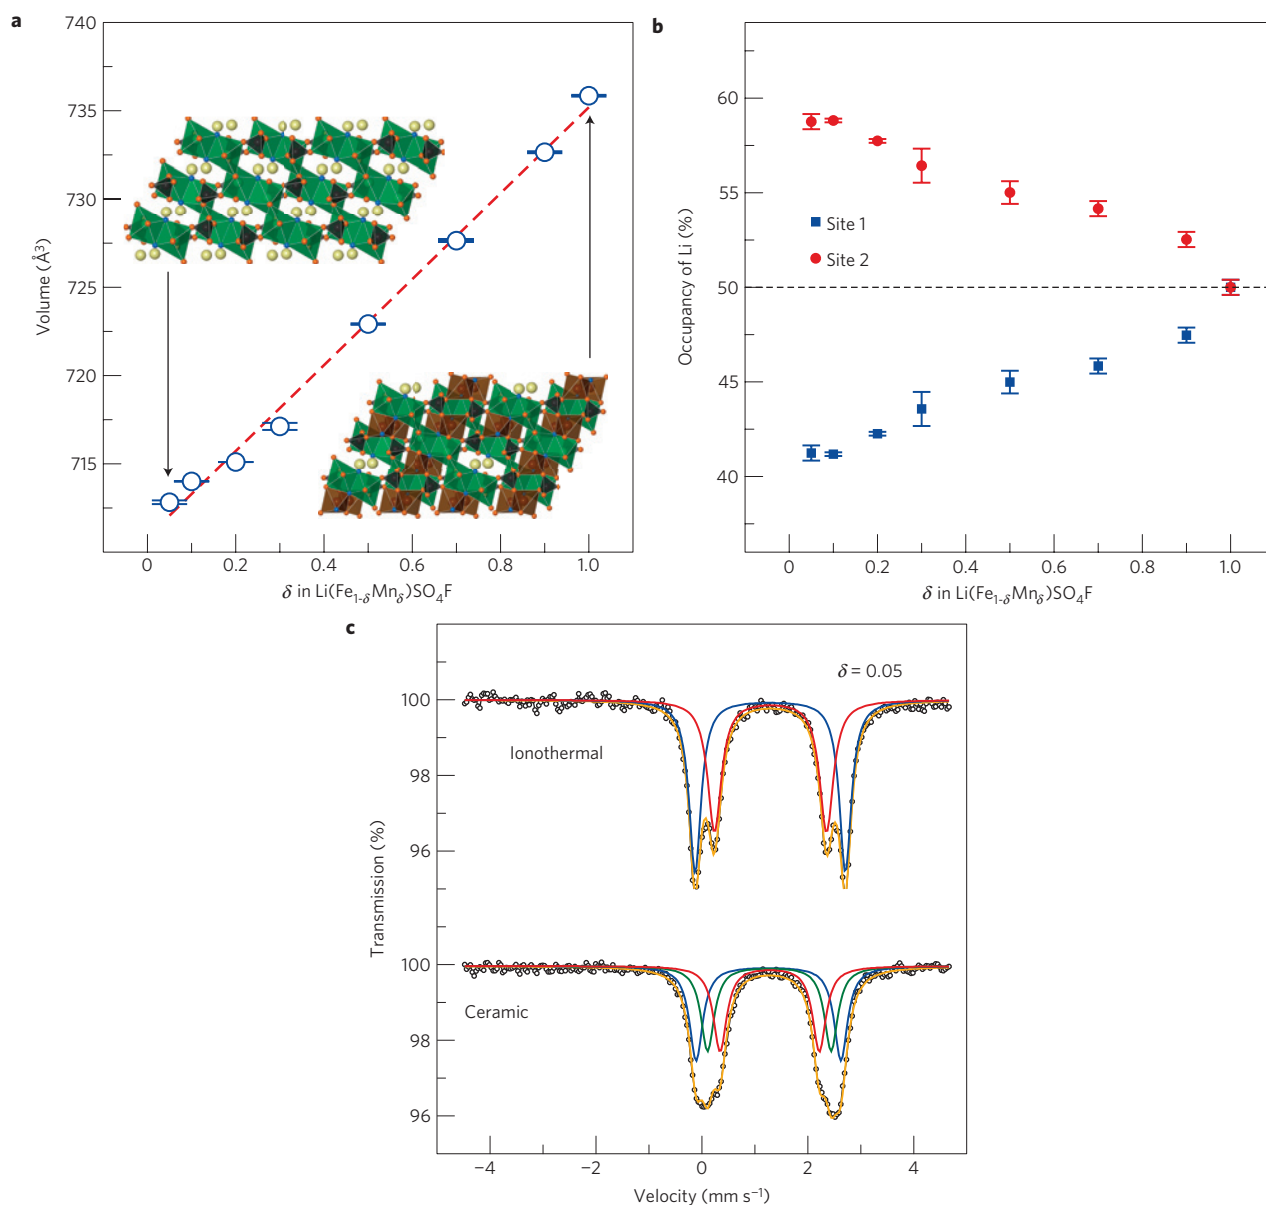 a
740
735
730
725
720
715
Volume (Å³)
0
0.2
0.4
0.6
0.8
1.0
δ in Li(Fe₁₋δMnδ)SO₄F
b
60
55
50
45
40
Occupancy of Li (%)
Site 1
Site 2
0
0.2
0.4
0.6
0.8
1.0
δ in Li(Fe₁₋δMnδ)SO₄F
c
δ = 0.05
100
98
96
Ionothermal
100
98
96
Ceramic
Transmission (%)
−4
−2
0
2
4
Velocity (mm s⁻¹)